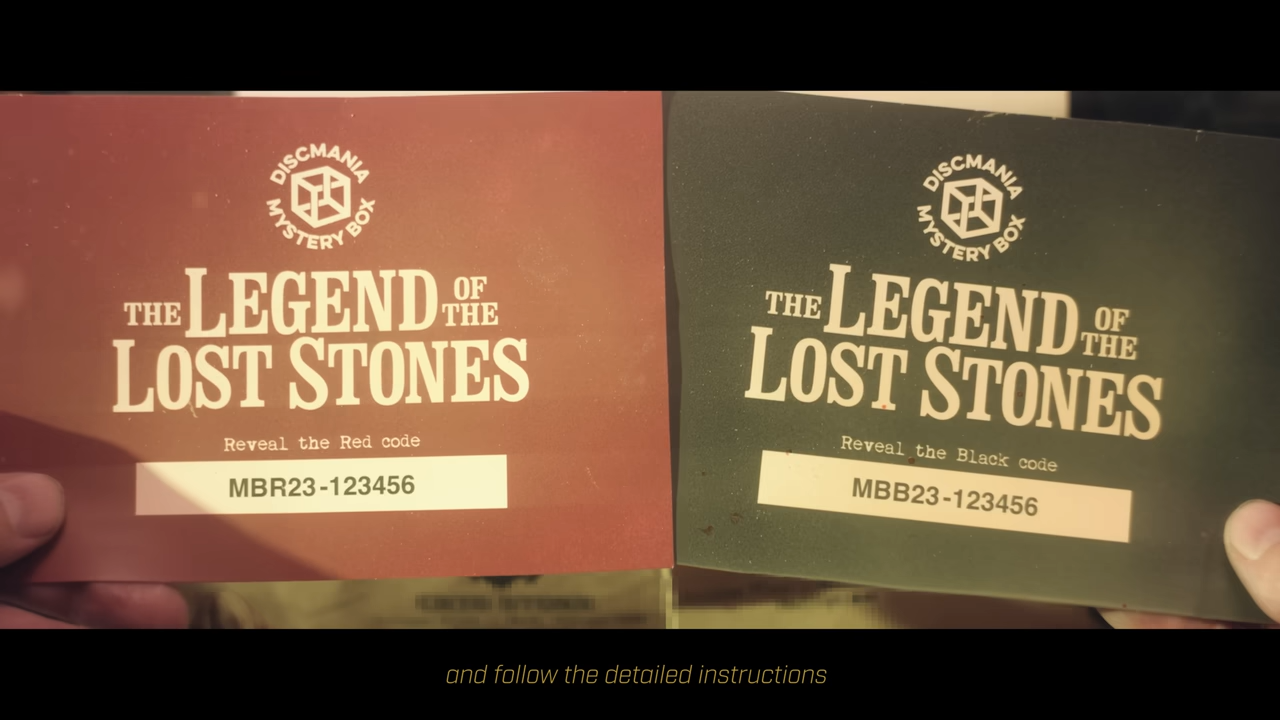 DISCMANIA
MYSTERY BOX
THE LEGEND OF THE
LOST STONES
Reveal the Red code
MBR23-123456
DISCMANIA
MYSTERY BOX
THE LEGEND OF THE
LOST STONES
Reveal the Black code
MBB23-123456
and follow the detailed instructions